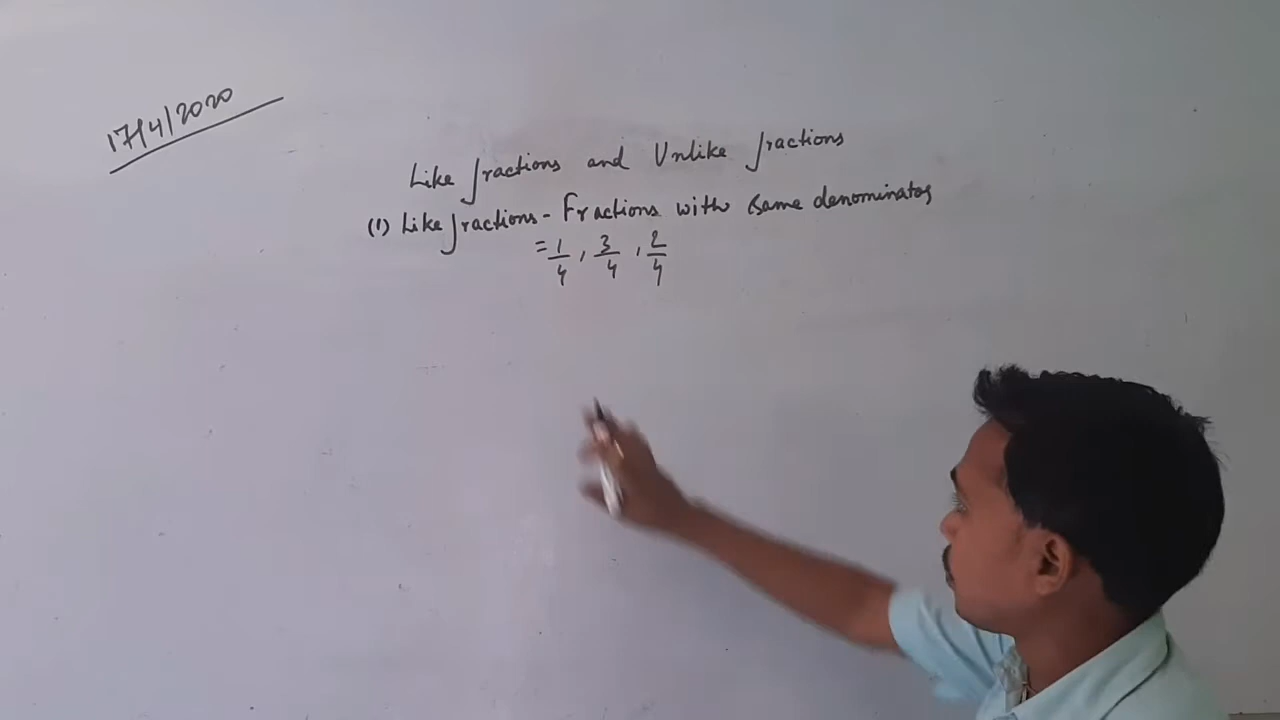 17/4/2020
Like fractions and Unlike fractions
(1) Like fractions - Fractions with same denominator
= 1/4, 3/4, 2/4